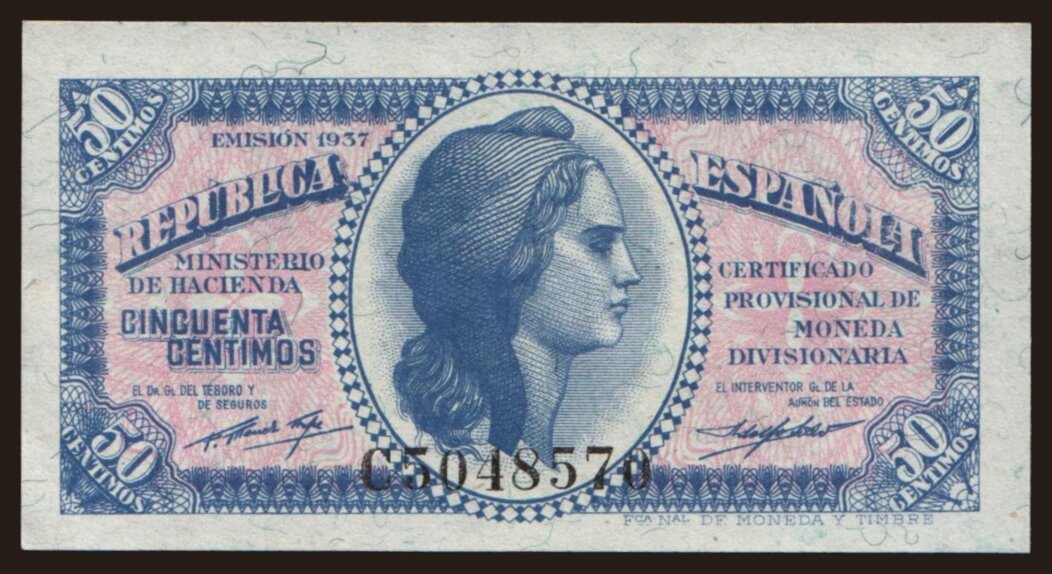 50 CENTIMOS
50 CENTIMOS
EMISIÓN 1937
REPÚBLICA ESPAÑOLA
MINISTERIO
DE HACIENDA
CINCUENTA
CÉNTIMOS
EL DR. GL. DEL TESORO Y
DE SEGUROS
CERTIFICADO
PROVISIONAL DE
MONEDA
DIVISIONARIA
EL INTERVENTOR GL. DE LA
ADMÓN DEL ESTADO
50 CENTIMOS
C5048570
50 CENTIMOS
FCA NAL DE MONEDA Y TIMBRE